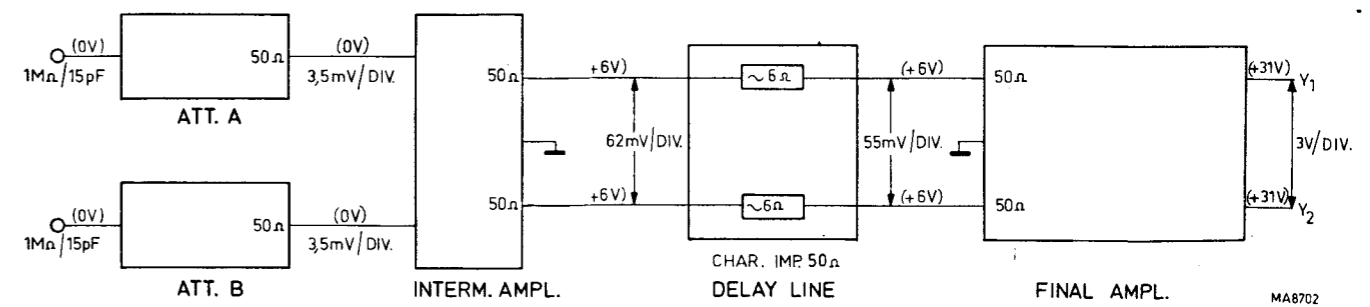 (0V)
1MΩ/15pF
50Ω
ATT. A
(0V)
3,5mV/DIV.
50Ω
+6V)
62mV/DIV.
~6Ω
(+6V)
55mV/DIV.
50Ω
(+31V)
Y1
3V/DIV.
(0V)
1MΩ/15pF
50Ω
ATT. B
(0V)
3,5mV/DIV.
50Ω
+6V)
~6Ω
(+6V)
50Ω
(+31V)
Y2
CHAR. IMP. 50Ω
INTERM. AMPL.
DELAY LINE
FINAL AMPL.
MA8702